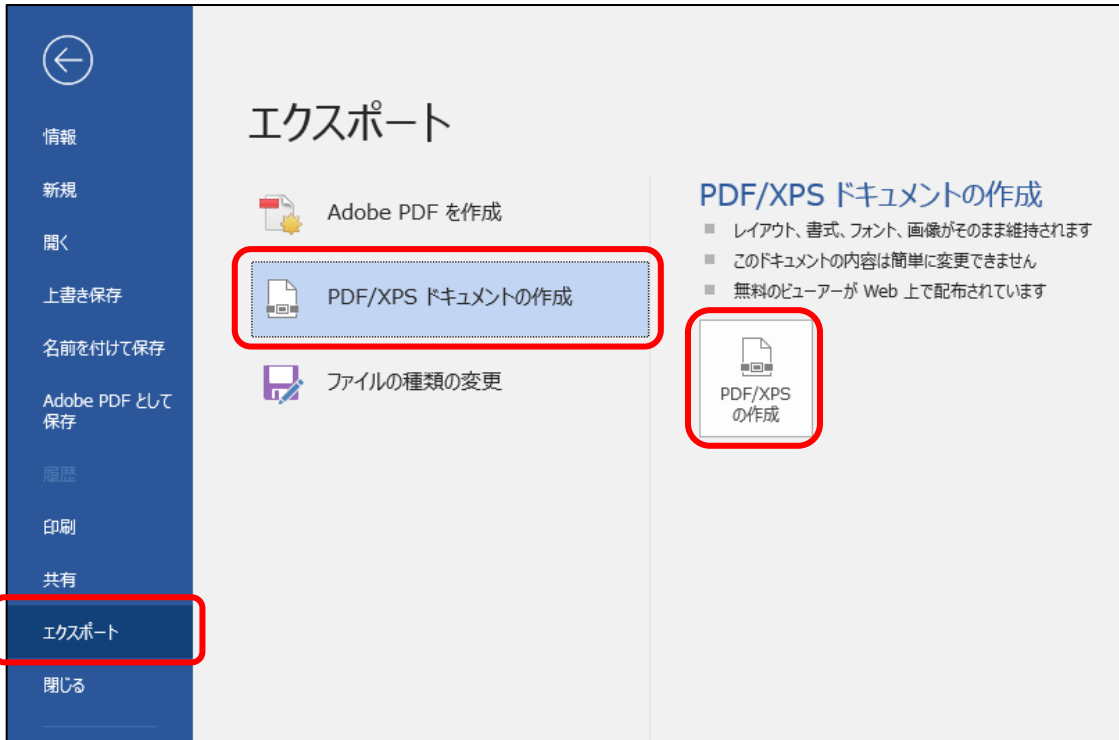 情報
新規
開く
上書き保存
名前を付けて保存
Adobe PDF として
保存
履歴
印刷
共有
エクスポート
閉じる
エクスポート
Adobe PDF を作成
PDF/XPS ドキュメントの作成
ファイルの種類の変更
PDF/XPS ドキュメントの作成
レイアウト、書式、フォント、画像がそのまま維持されます
このドキュメントの内容は簡単に変更できません
無料のビューアーが Web 上で配布されています
PDF/XPS
の作成